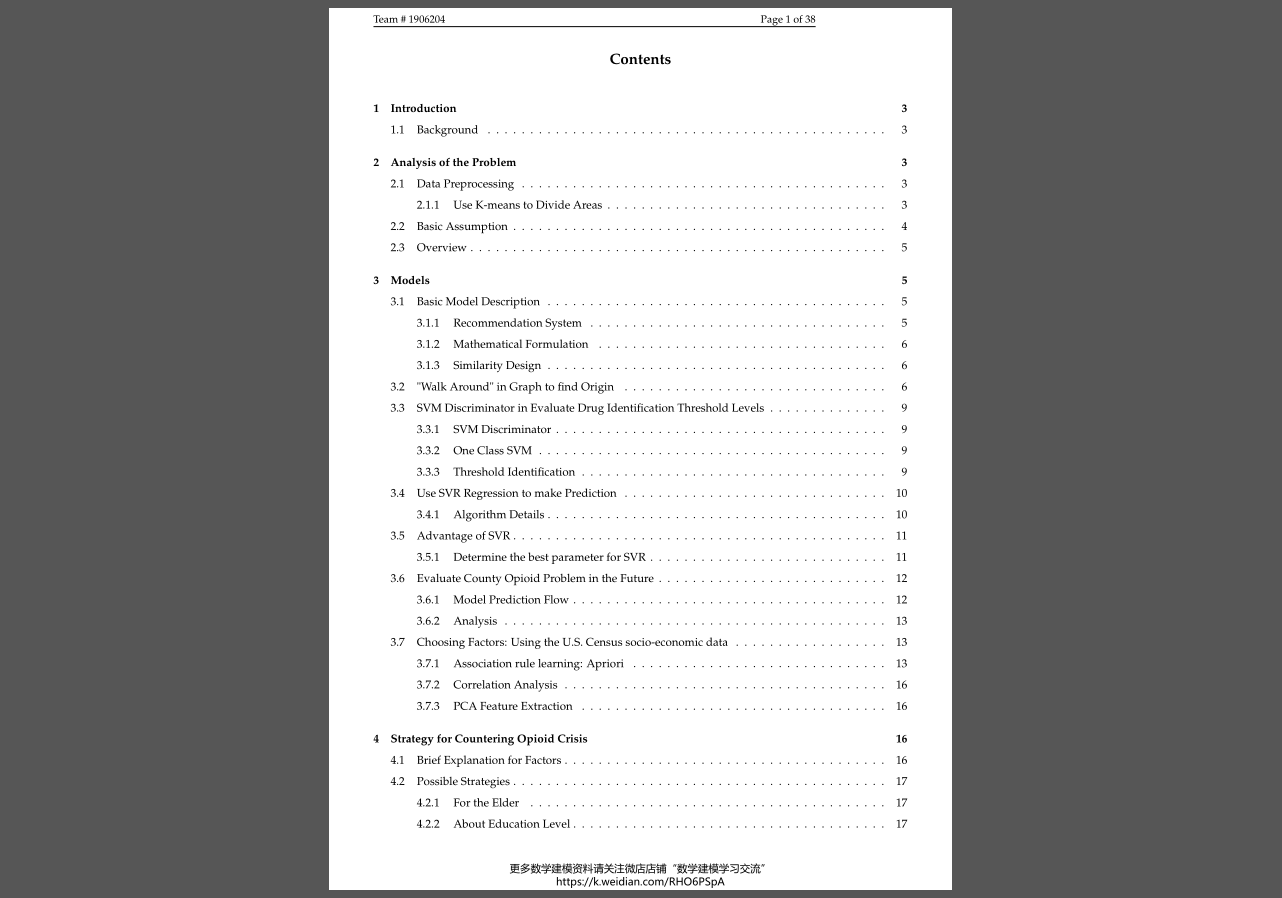 Team # 1906204 Page 1 of 38
Contents
1 Introduction 3
1.1 Background . . . . . . . . . . . . . . . . . . . . . . . . . . . . . . 3
2 Analysis of the Problem 3
2.1 Data Preprocessing . . . . . . . . . . . . . . . . . . . . . . . . . . . . . . 3
2.1.1 Use K-means to Divide Areas . . . . . . . . . . . . . . . . . . . . 3
2.2 Basic Assumption . . . . . . . . . . . . . . . . . . . . . . . . . . . . . . 4
2.3 Overview . . . . . . . . . . . . . . . . . . . . . . . . . . . . . . 5
3 Models 5
3.1 Basic Model Description . . . . . . . . . . . . . . . . . . . . . . . . . 5
3.1.1 Recommendation System . . . . . . . . . . . . . . . . . . . . 5
3.1.2 Mathematical Formulation . . . . . . . . . . . . . . . . . . . . 6
3.1.3 Similarity Design . . . . . . . . . . . . . . . . . . . . . . . . . 6
3.2 "Walk Around" in Graph to find Origin . . . . . . . . . . . . . . . . . . . . 6
3.3 SVM Discriminator in Evaluate Drug Identification Threshold Levels . . . . . . . . . . 9
3.3.1 SVM Discriminator . . . . . . . . . . . . . . . . . . . . . . . . . 9
3.3.2 One Class SVM . . . . . . . . . . . . . . . . . . . . . . . . . 9
3.3.3 Threshold Identification . . . . . . . . . . . . . . . . . . . . 9
3.4 Use SVR Regression to make Prediction . . . . . . . . . . . . . . . . . . . . 10
3.4.1 Algorithm Details . . . . . . . . . . . . . . . . . . . . . . . . . 10
3.5 Advantage of SVR . . . . . . . . . . . . . . . . . . . . . . . . . . . . . . 11
3.5.1 Determine the best parameter for SVR . . . . . . . . . . . . . . . . . . . . 11
3.6 Evaluate County Opioid Problem in the Future . . . . . . . . . . . . . . . . . . . . 12
3.6.1 Model Prediction Flow . . . . . . . . . . . . . . . . . . . . 12
3.6.2 Analysis . . . . . . . . . . . . . . . . . . . . . . . . . 13
3.7 Choosing Factors: Using the U.S. Census socio-economic data . . . . . . . . . . . . . 13
3.7.1 Association rule learning: Apriori . . . . . . . . . . . . . . . . . . . . 13
3.7.2 Correlation Analysis . . . . . . . . . . . . . . . . . . . . 16
3.7.3 PCA Feature Extraction . . . . . . . . . . . . . . . . . . . . 16
4 Strategy for Countering Opioid Crisis 16
4.1 Brief Explanation for Factors . . . . . . . . . . . . . . . . . . . . 16
4.2 Possible Strategies . . . . . . . . . . . . . . . . . . . . . . . . . 17
4.2.1 For the Elder . . . . . . . . . . . . . . . . . . . . . . . . . 17
4.2.2 About Education Level . . . . . . . . . . . . . . . . . . . . 17
更多数学建模资料请关注微店店铺“数学建模学习交流”
https://k.weidian.com/RHO6PSpA